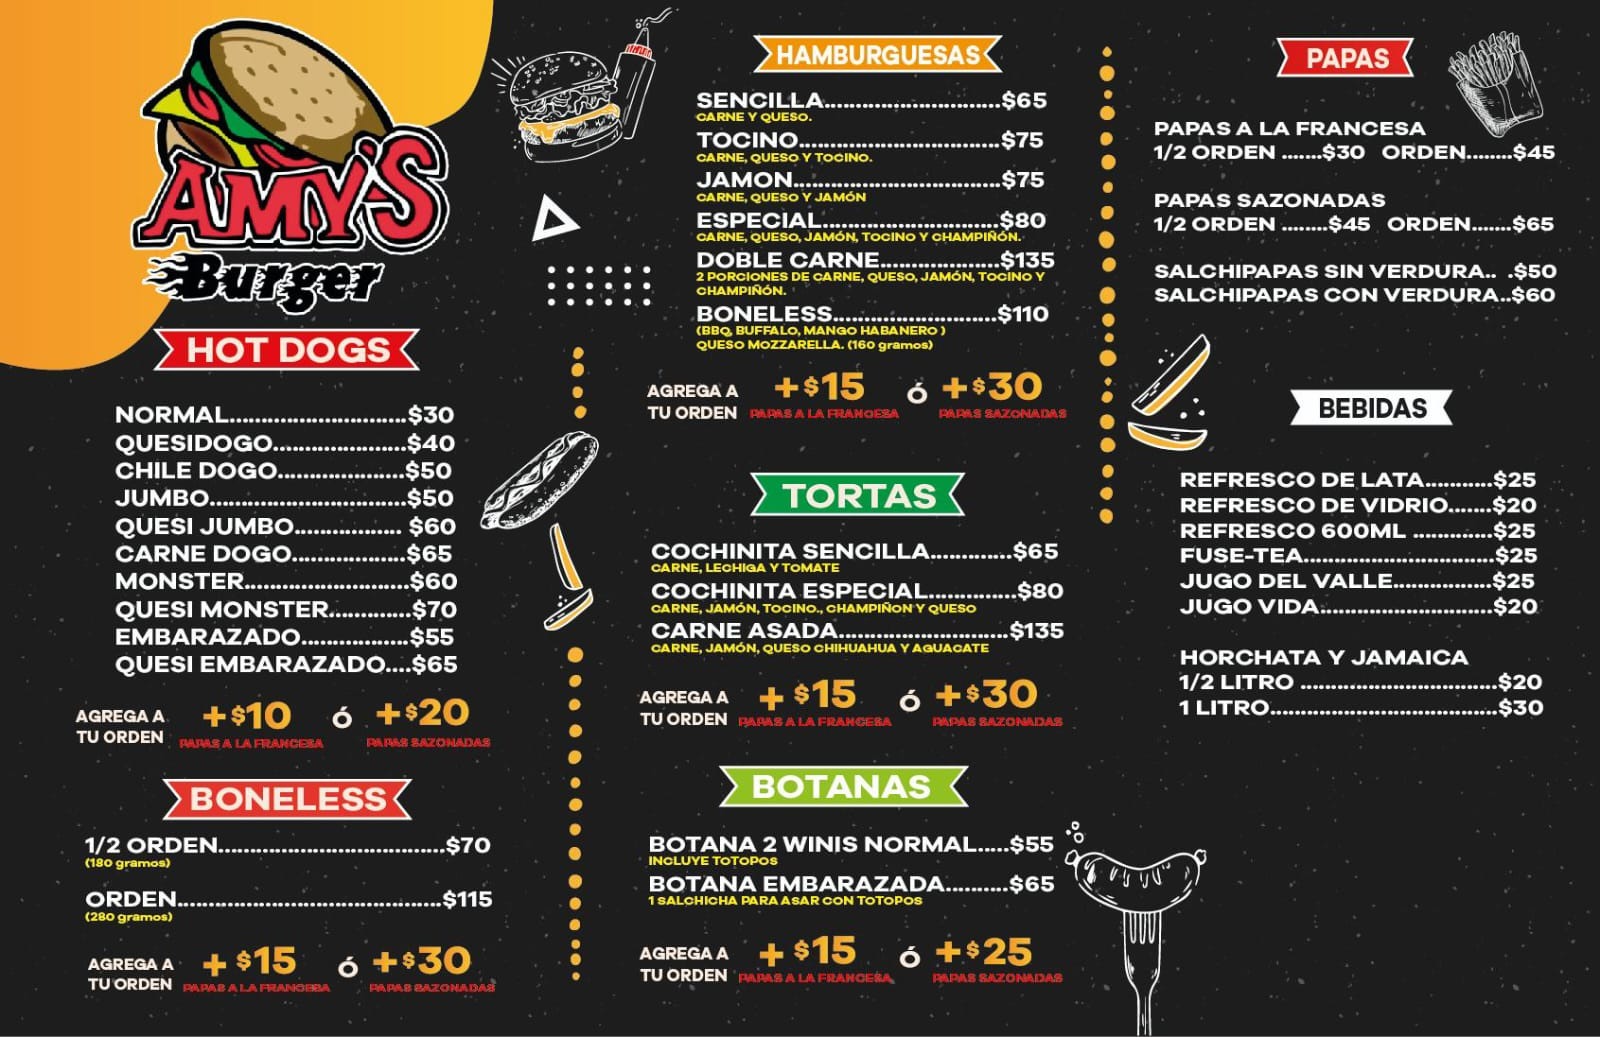 AMY'S
Burger
HOT DOGS
NORMAL............................$30
QUESIDOGO.....................$40
CHILE DOGO....................$50
JUMBO...............................$50
QUESI JUMBO................. $60
CARNE DOGO..................$65
MONSTER..........................$60
QUESI MONSTER.............$70
EMBARAZADO.................$55
QUESI EMBARAZADO....$65
AGREGA A TU ORDEN
+$10 ó +$20
PAPAS A LA FRANCESA PAPAS SAZONADAS
BONELESS
1/2 ORDEN....................................$70
(180 gramos)
ORDEN..........................................$115
(280 gramos)
AGREGA A TU ORDEN
+$15 ó +$30
PAPAS A LA FRANCESA PAPAS SAZONADAS
HAMBURGUESAS
SENCILLA............................$65
CARNE Y QUESO.
TOCINO................................$75
CARNE, QUESO Y TOCINO.
JAMON.................................$75
CARNE, QUESO Y JAMÓN
ESPECIAL............................$80
CARNE, QUESO, JAMÓN, TOCINO Y CHAMPIÑÓN.
DOBLE CARNE...................$135
2 PORCIONES DE CARNE, QUESO, JAMÓN, TOCINO Y
CHAMPIÑÓN.
BONELESS..........................$110
(BBQ, BUFFALO, MANGO HABANERO )
QUESO MOZZARELLA. (160 gramos)
AGREGA A TU ORDEN
+$15 ó +$30
PAPAS A LA FRANCESA PAPAS SAZONADAS
TORTAS
COCHINITA SENCILLA.............$65
CARNE, LECHIGA Y TOMATE
COCHINITA ESPECIAL..............$80
CARNE, JAMÓN, TOCINO., CHAMPIÑON Y QUESO
CARNE ASADA...........................$135
CARNE, JAMÓN, QUESO CHIHUAHUA Y AGUACATE
AGREGA A TU ORDEN
+ $15 ó +$30
PAPAS A LA FRANCESA PAPAS SAZONADAS
BOTANAS
BOTANA 2 WINIS NORMAL.....$55
INCLUYE TOTOPOS
BOTANA EMBARAZADA..........$65
1 SALCHICHA PARA ASAR CON TOTOPOS
AGREGA A TU ORDEN
+ $15 ó +$25
PAPAS A LA FRANCESA PAPAS SAZONADAS
PAPAS
PAPAS A LA FRANCESA
1/2 ORDEN .......$30 ORDEN........$45
PAPAS SAZONADAS
1/2 ORDEN ........$45 ORDEN.......$65
SALCHIPAPAS SIN VERDURA.. .$50
SALCHIPAPAS CON VERDURA..$60
BEBIDAS
REFRESCO DE LATA...........$25
REFRESCO DE VIDRIO.......$20
REFRESCO 600ML .............$25
FUSE-TEA..............................$25
JUGO DEL VALLE................$25
JUGO VIDA............................$20
HORCHATA Y JAMAICA
1/2 LITRO ................................$20
1 LITRO.....................................$30